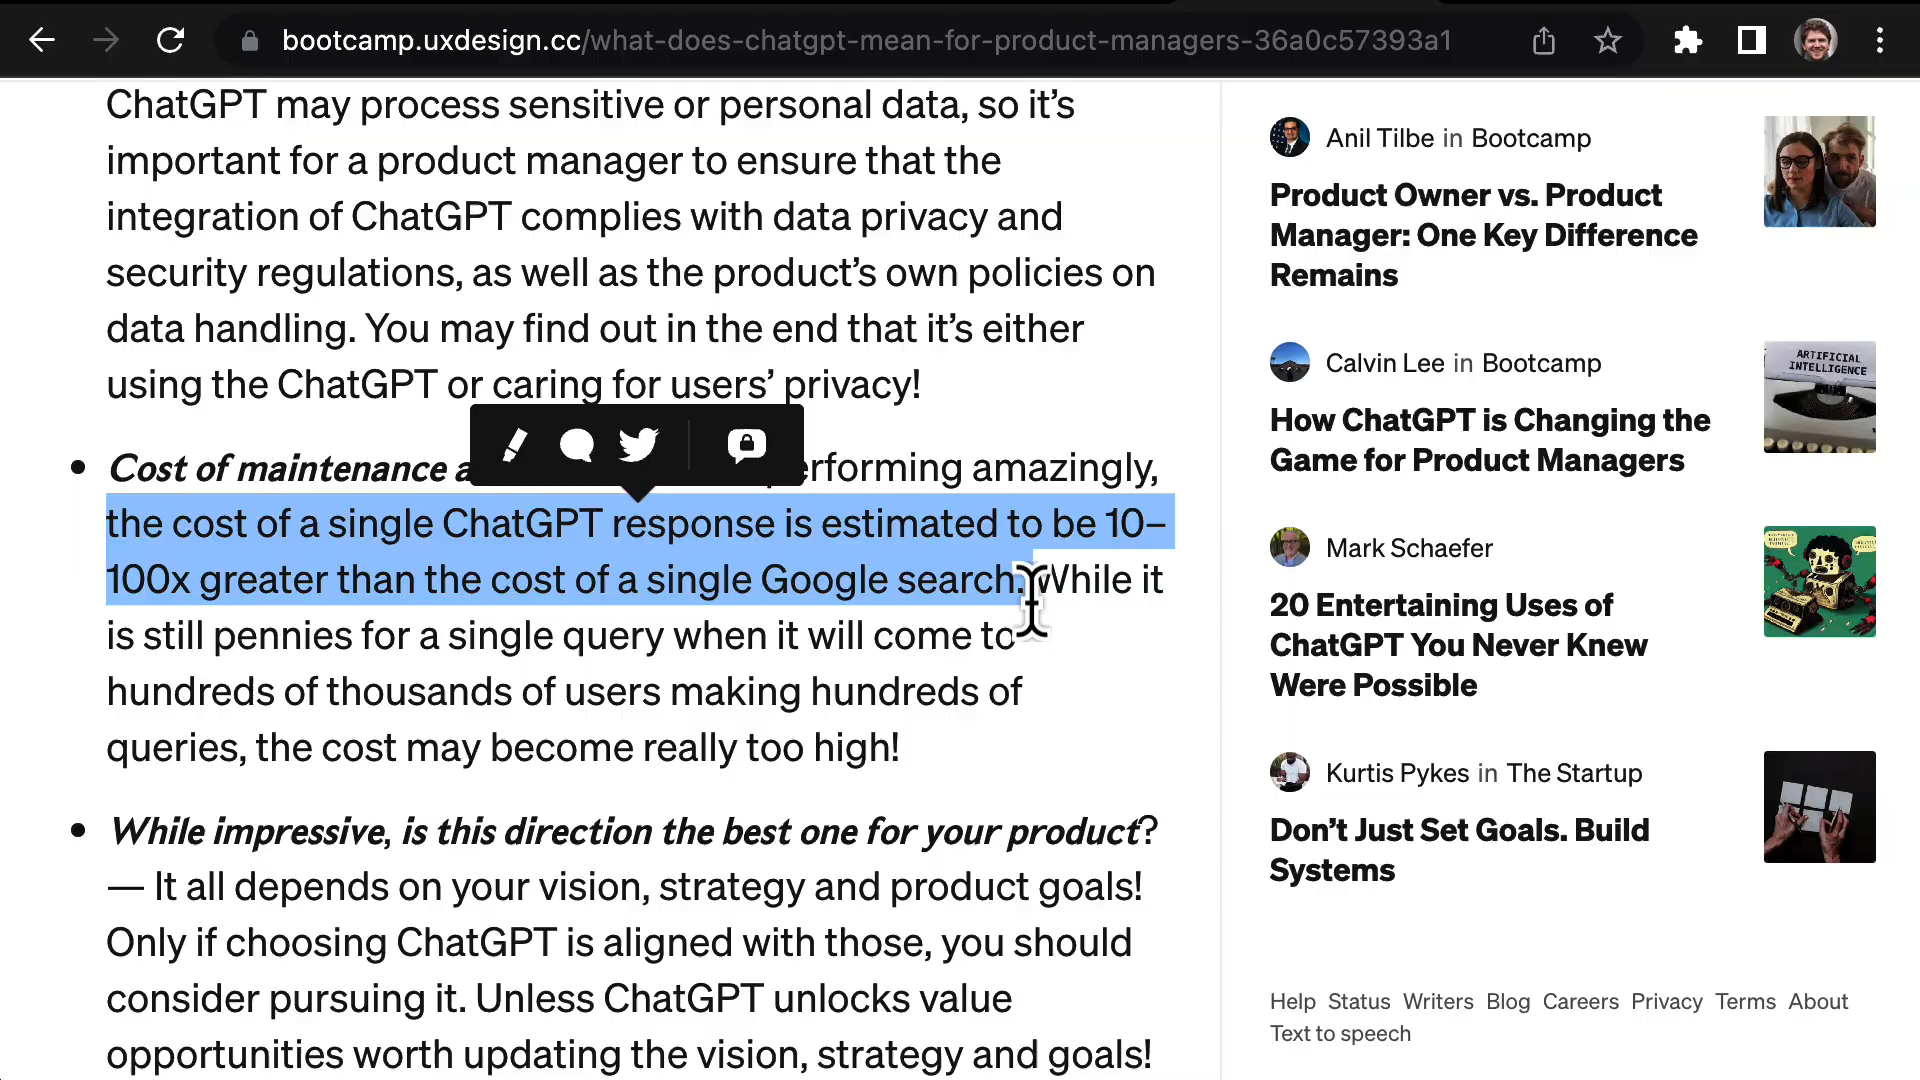 bootcamp.uxdesign.cc/what-does-chatgpt-mean-for-product-managers-36a0c57393a1
ChatGPT may process sensitive or personal data, so it’s
important for a product manager to ensure that the
integration of ChatGPT complies with data privacy and
security regulations, as well as the product’s own policies on
data handling. You may find out in the end that it’s either
using the ChatGPT or caring for users’ privacy!
Cost of maintenance performing amazingly,
the cost of a single ChatGPT response is estimated to be 10–
100x greater than the cost of a single Google search. While it
is still pennies for a single query when it will come to
hundreds of thousands of users making hundreds of
queries, the cost may become really too high!
While impressive, is this direction the best one for your product?
— It all depends on your vision, strategy and product goals!
Only if choosing ChatGPT is aligned with those, you should
consider pursuing it. Unless ChatGPT unlocks value
opportunities worth updating the vision, strategy and goals!
Anil Tilbe in Bootcamp
Product Owner vs. Product
Manager: One Key Difference
Remains
Calvin Lee in Bootcamp
How ChatGPT is Changing the
Game for Product Managers
ARTIFICIAL
INTELLIGENCE
Mark Schaefer
20 Entertaining Uses of
ChatGPT You Never Knew
Were Possible
Kurtis Pykes in The Startup
Don’t Just Set Goals. Build
Systems
Help Status Writers Blog Careers Privacy Terms About
Text to speech